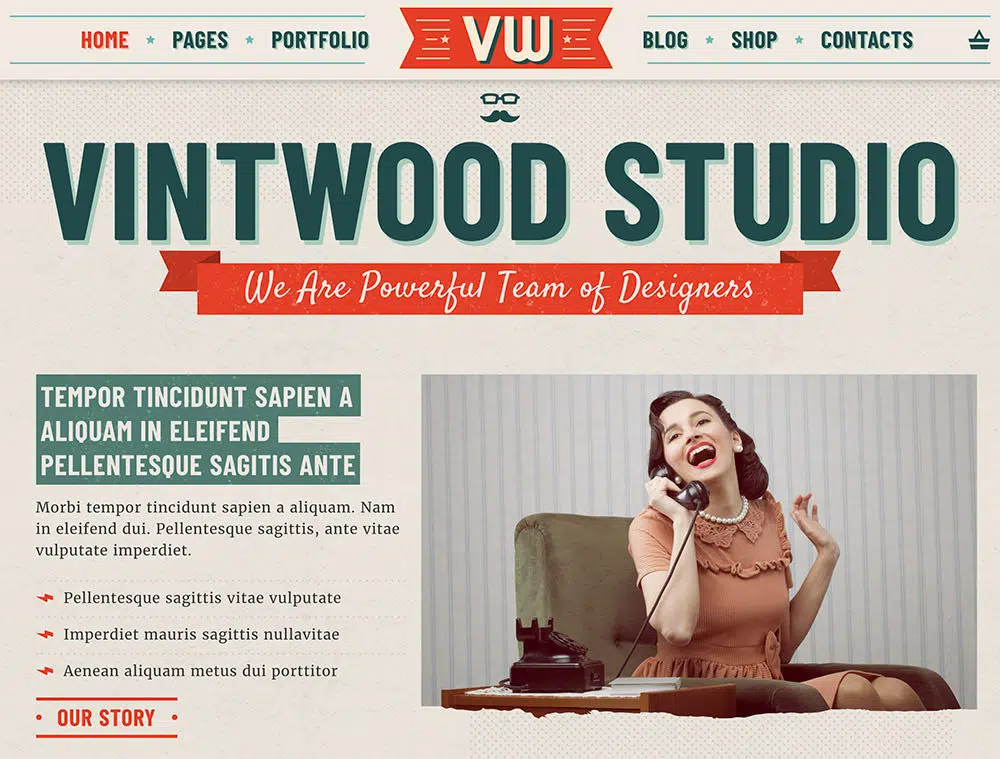 HOME PAGES PORTFOLIO VW BLOG SHOP CONTACTS
VINTWOOD STUDIO
We Are Powerful Team of Designers
TEMPOR TINCIDUNT SAPIEN A
ALIQUAM IN ELEIFEND
PELLENTESQUE SAGITIS ANTE
Morbi tempor tincidunt sapien a aliquam. Nam
in eleifend dui. Pellentesque sagittis, ante vitae
vulputate imperdiet.
Pellentesque sagittis vitae vulputate
Imperdiet mauris sagittis nullavitae
Aenean aliquam metus dui porttitor
OUR STORY